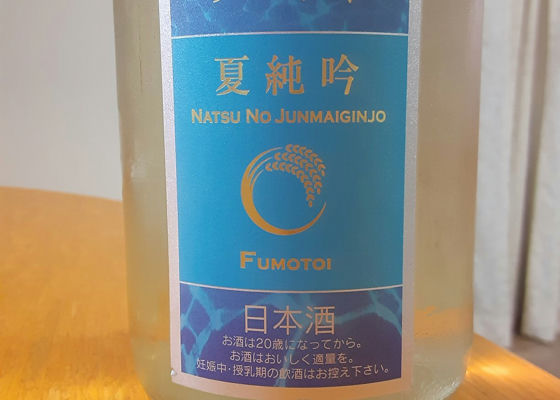 夏純吟
NATSU NO JUNMAIGINJO
FUMOTOI
日本酒
お酒は20歳になってから。
お酒はおいしく適量を。
妊娠中・授乳期の飲酒はお控え下さい。